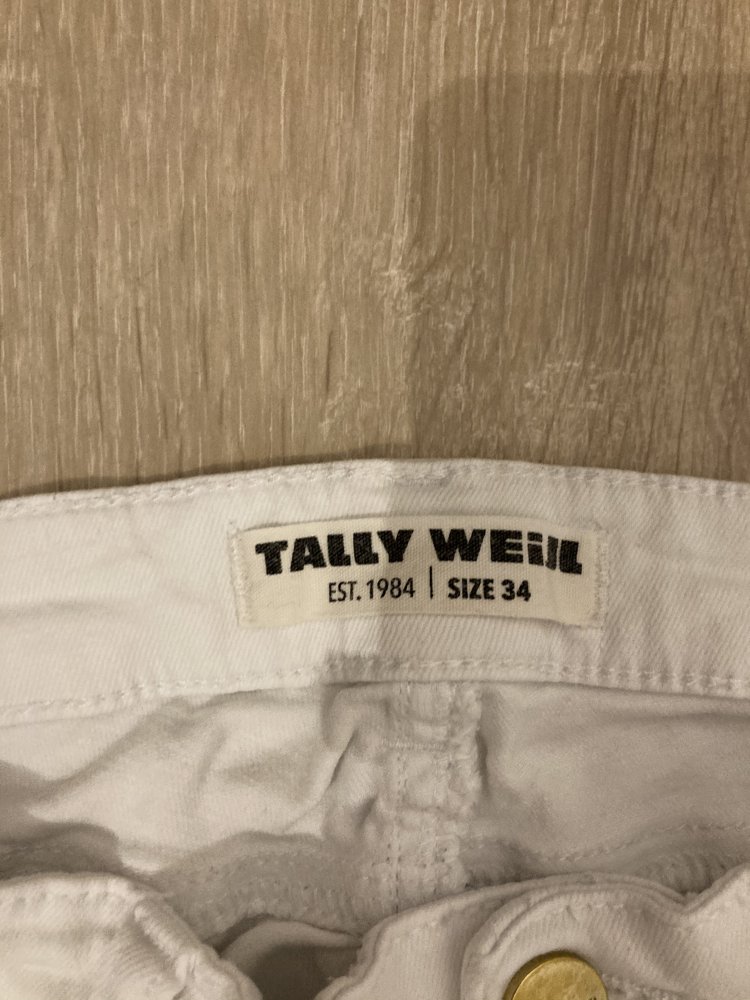 TALLY WEiJL
EST. 1984 | SIZE 34